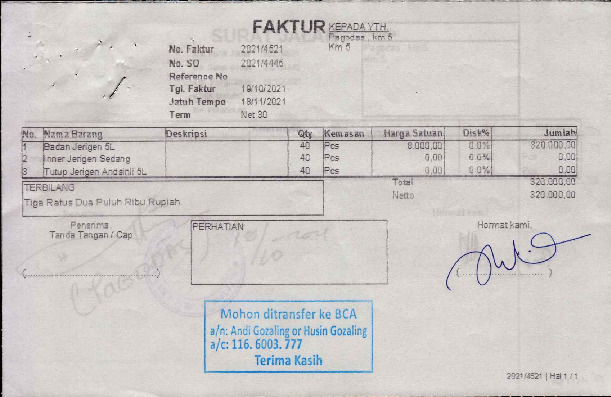 FAKTUR
KEPADA YTH.
Pagodas, km 5
Km 5
No. Faktur 2021/4521
No. SO 2021/4446
Reference No
Tgl. Faktur 19/10/2021
Jatuh Tempo 18/11/2021
Term Net 30
No. Nama Barang Deskripsi Qty Kemasan Harga Satuan Disk% Jumlah
1 Badan Jerigen 5L 40 Pcs 8.000,00 0.0% 320.000,00
2 Inner Jerigen Sedang 40 Pcs 0,00 0.0% 0,00
3 Tutup Jerigen Andsinli 5L 40 Pcs 0,00 0.0% 0,00
TERBILANG
Tiga Ratus Dua Puluh Ribu Rupiah
Total 320.000,00
Netto 320.000,00
Penerima
Tanda Tangan / Cap
PERHATIAN
Hormat kami,
(....................)
(....................)
Mohon ditransfer ke BCA
a/n: Andi Gozaling or Husin Gozaling
a/c: 116. 6003. 777
Terima Kasih
2021/4521 | Hal 1 / 1